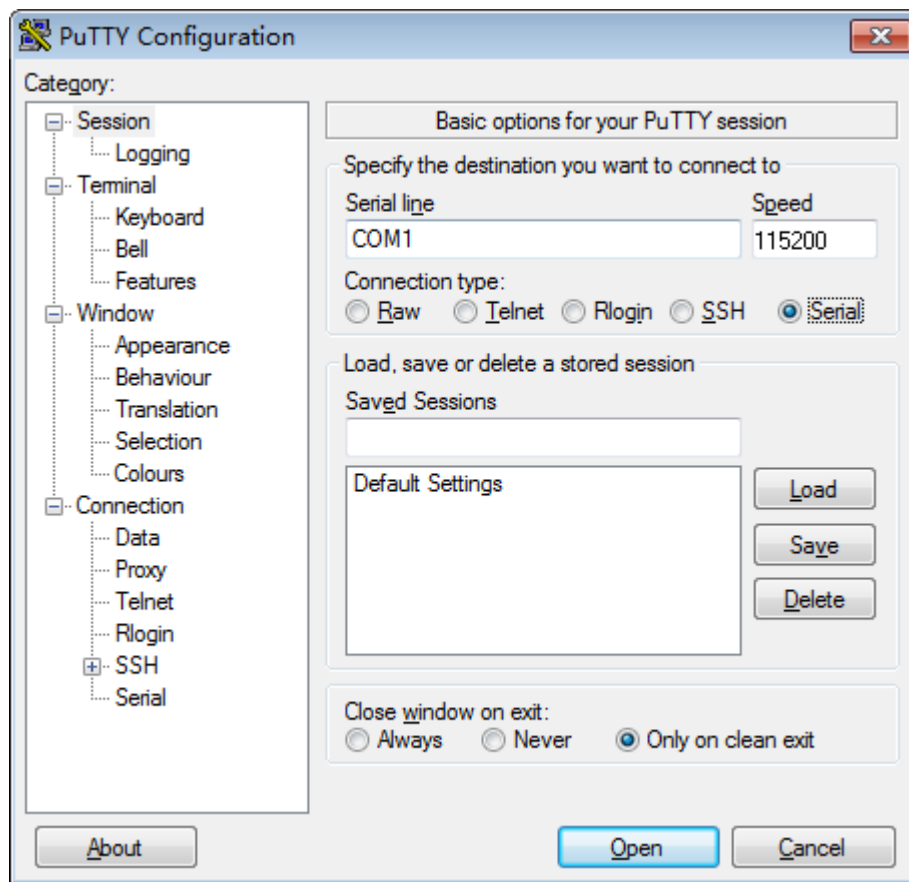 PuTTY Configuration
Category:
Session
Logging
Terminal
Keyboard
Bell
Features
Window
Appearance
Behaviour
Translation
Selection
Colours
Connection
Data
Proxy
Telnet
Rlogin
SSH
Serial
Basic options for your PuTTY session
Specify the destination you want to connect to
Serial line Speed
COM1 115200
Connection type:
Raw Telnet Rlogin SSH Serial
Load, save or delete a stored session
Saved Sessions
Default Settings
Load
Save
Delete
Close window on exit:
Always Never Only on clean exit
About Open Cancel